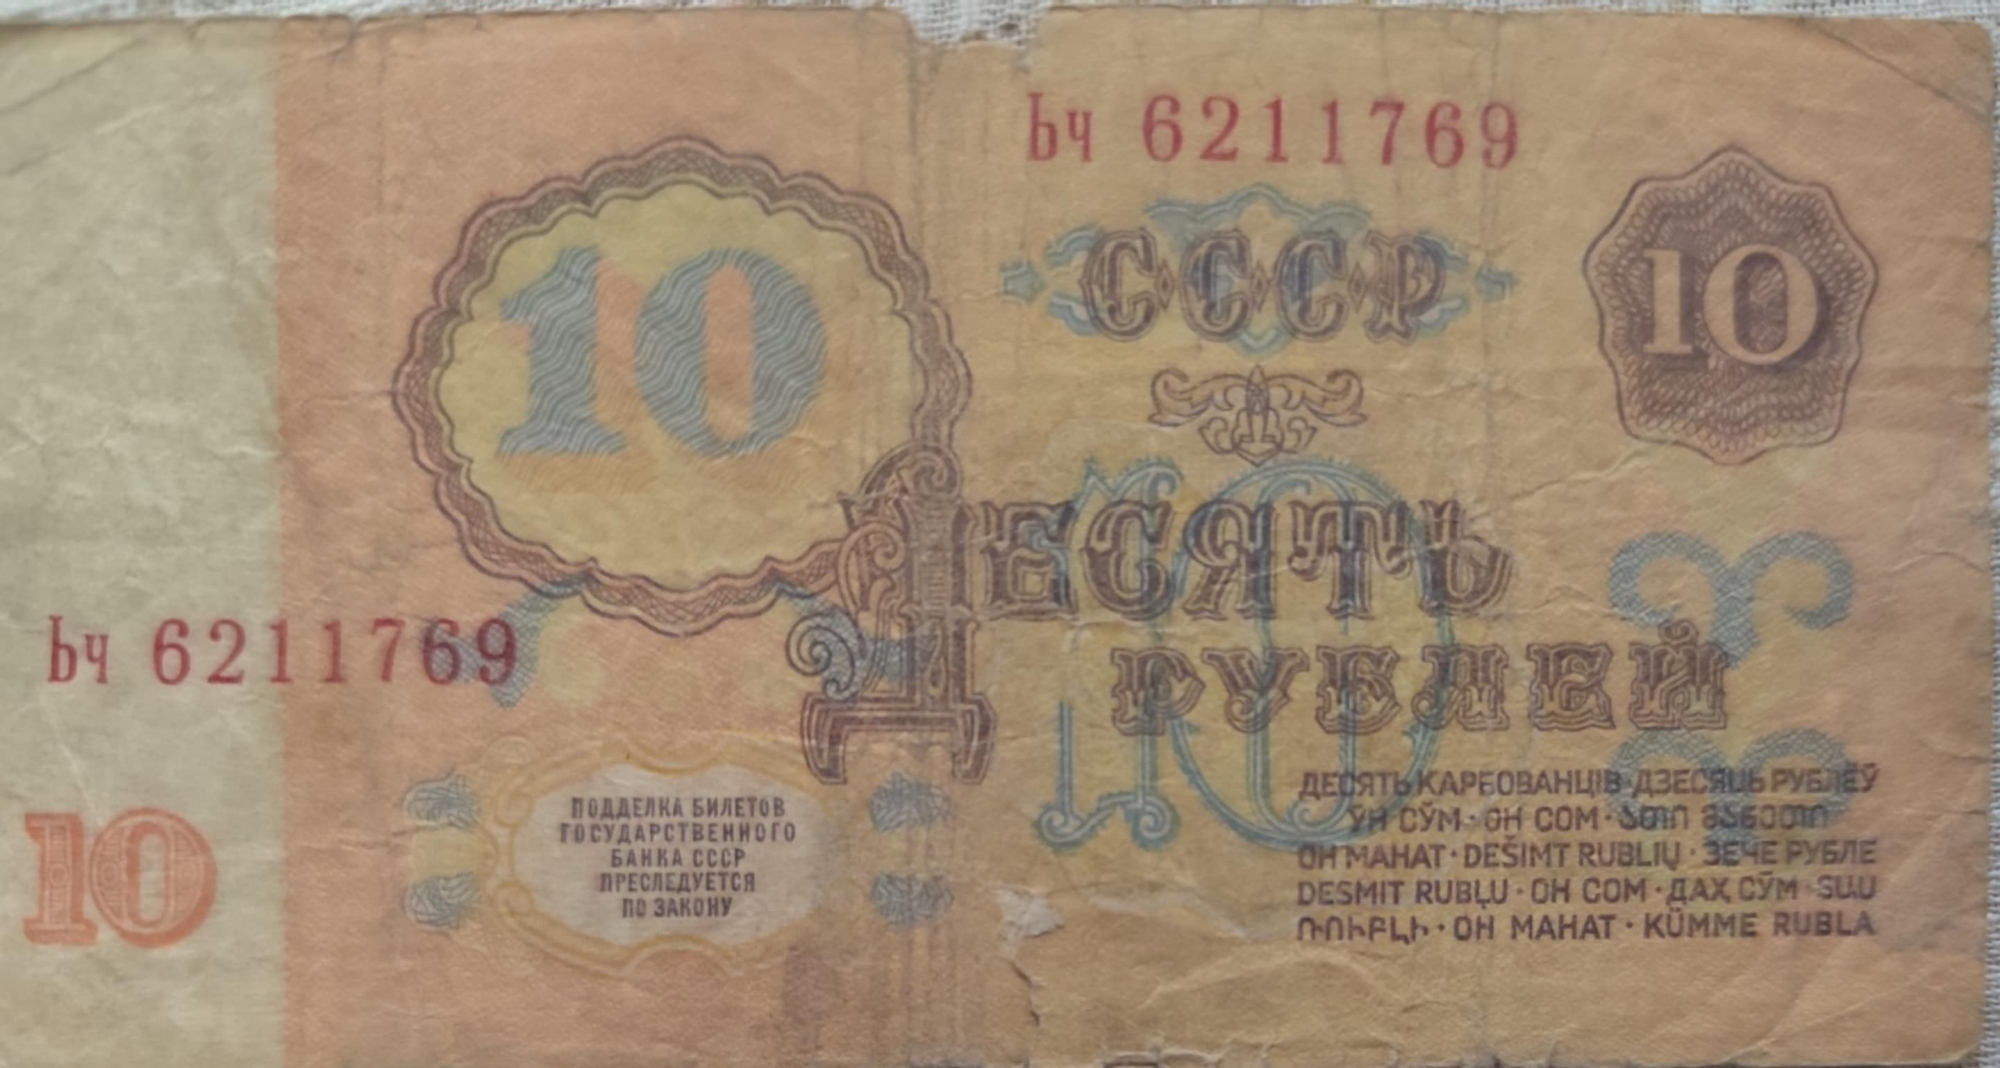 Ьч 6211769
10
СССР
10
ДЕСЯТЬ
РУБЛЕЙ
10
Ьч 6211769
10
ПОДДЕЛКА БИЛЕТОВ
ГОСУДАРСТВЕННОГО
БАНКА СССР
ПРЕСЛЕДУЕТСЯ
ПО ЗАКОНУ
ДЕСЯТЬ КАРБОВАНЦІВ·ДЗЕСЯЦЬ РУБЛЁЎ
ЎН СЎМ·ОН СОМ·ათი მანეთი
ОН МАНАТ·DEŠIMT RUBLIŲ·ЗЕЧЕ РУБЛЕ
DESMIT RUBĻU·ОН СОМ·ДАҲ СӮМ·ՏԱՍ
ՌՈՒԲԼԻ·ОН МАНАТ·KÜMME RUBLA